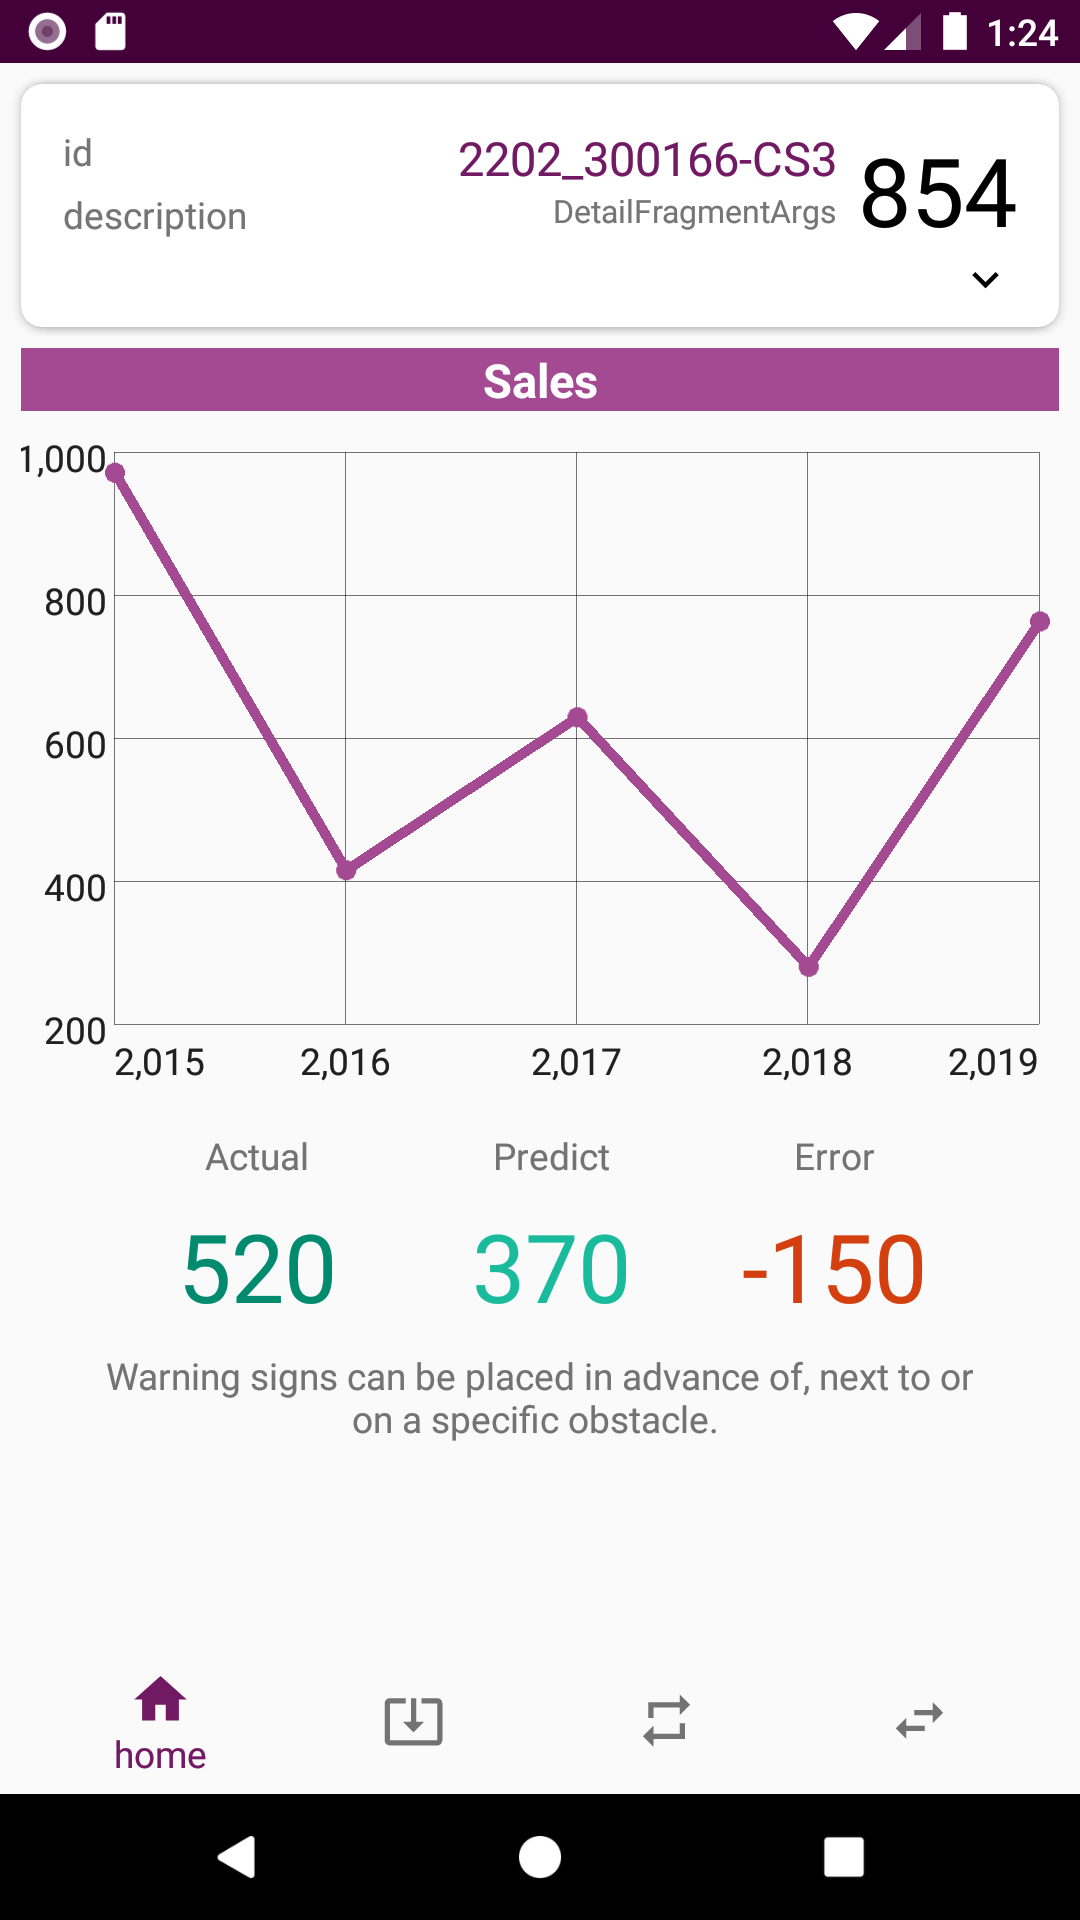 1:24
id
2202_300166-CS3
854
description
DetailFragmentArgs
Sales
1,000
800
600
400
200
2,015 2,016 2,017 2,018 2,019
Actual Predict Error
520 370 -150
Warning signs can be placed in advance of, next to or
on a specific obstacle.
home